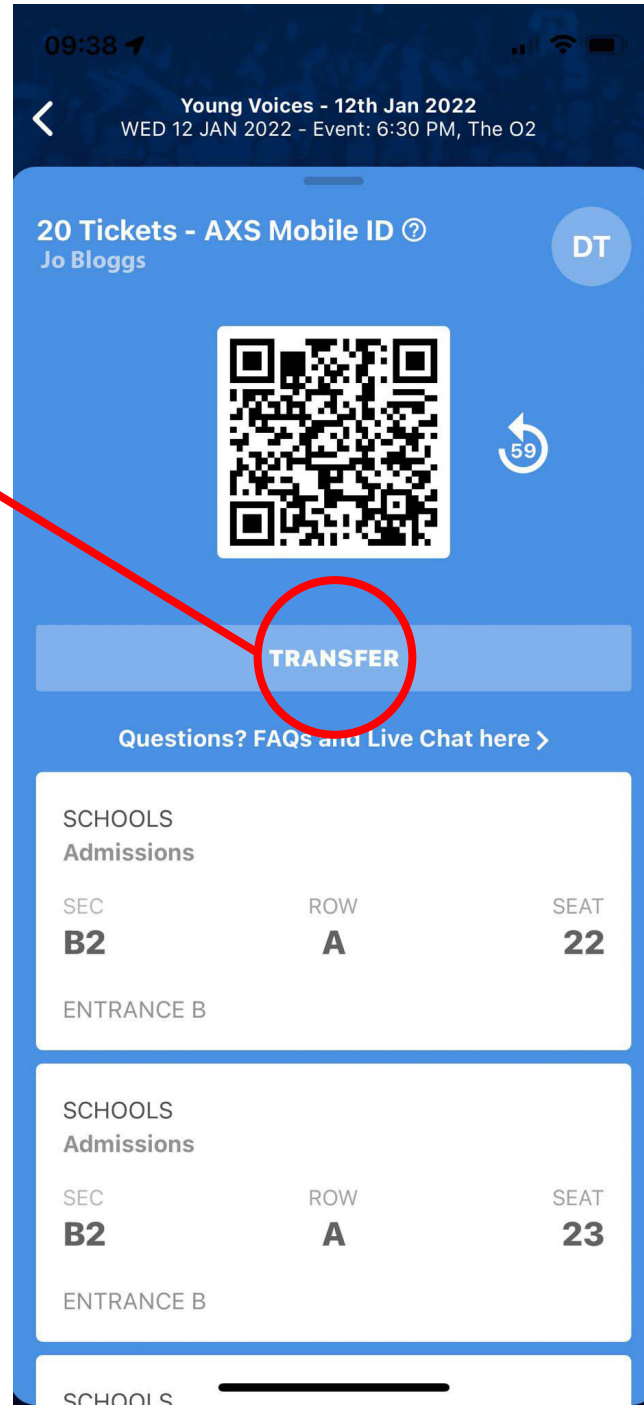 09:38
Young Voices - 12th Jan 2022
WED 12 JAN 2022 - Event: 6:30 PM, The O2
20 Tickets - AXS Mobile ID ?
Jo Bloggs
DT
59
TRANSFER
Questions? FAQs and Live Chat here >
SCHOOLS
Admissions
SEC ROW SEAT
B2 A 22
ENTRANCE B
SCHOOLS
Admissions
SEC ROW SEAT
B2 A 23
ENTRANCE B
SCHOOLS